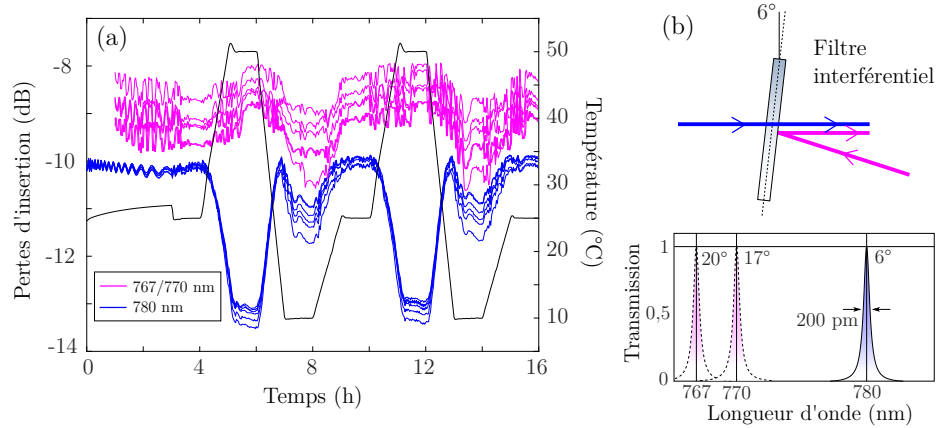 (a)
Pertes d'insertion (dB)
-8
-10
-11
-12
-14
767/770 nm
780 nm
0
4
8
12
16
Temps (h)
50
40
30
20
10
Température (°C)
(b)
6°
Filtre
interférentiel
Transmission
1
0,5
0
20°
17°
6°
200 pm
767
770
780
Longueur d'onde (nm)